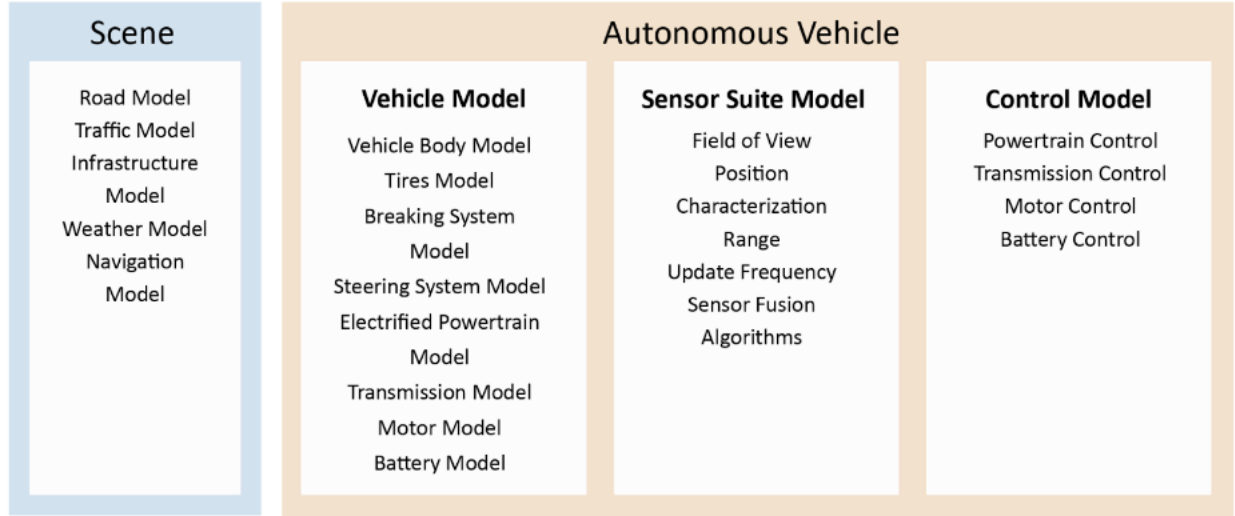 Scene
Road Model
Traffic Model
Infrastructure
Model
Weather Model
Navigation
Model
Autonomous Vehicle
Vehicle Model
Vehicle Body Model
Tires Model
Breaking System
Model
Steering System Model
Electrified Powertrain
Model
Transmission Model
Motor Model
Battery Model
Sensor Suite Model
Field of View
Position
Characterization
Range
Update Frequency
Sensor Fusion
Algorithms
Control Model
Powertrain Control
Transmission Control
Motor Control
Battery Control